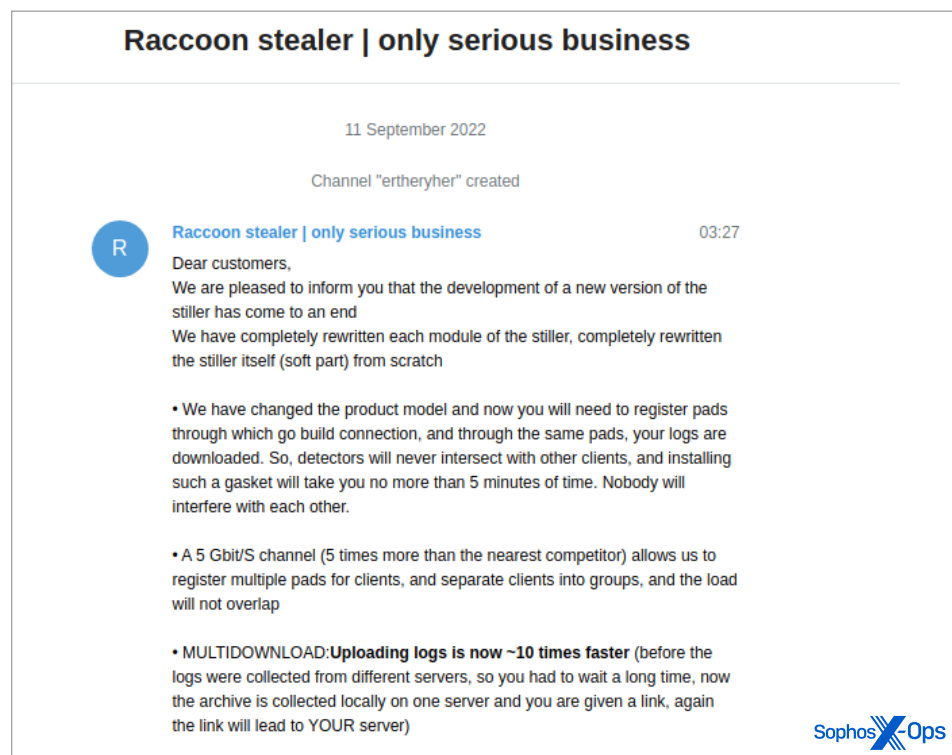 Raccoon stealer | only serious business
11 September 2022
Channel "ertheryher" created
R
Raccoon stealer | only serious business 03:27
Dear customers,
We are pleased to inform you that the development of a new version of the
stiller has come to an end
We have completely rewritten each module of the stiller, completely rewritten
the stiller itself (soft part) from scratch
• We have changed the product model and now you will need to register pads
through which go build connection, and through the same pads, your logs are
downloaded. So, detectors will never intersect with other clients, and installing
such a gasket will take you no more than 5 minutes of time. Nobody will
interfere with each other.
• A 5 Gbit/S channel (5 times more than the nearest competitor) allows us to
register multiple pads for clients, and separate clients into groups, and the load
will not overlap
• MULTIDOWNLOAD:Uploading logs is now ~10 times faster (before the
logs were collected from different servers, so you had to wait a long time, now
the archive is collected locally on one server and you are given a link, again
the link will lead to YOUR server)
Sophos X-Ops